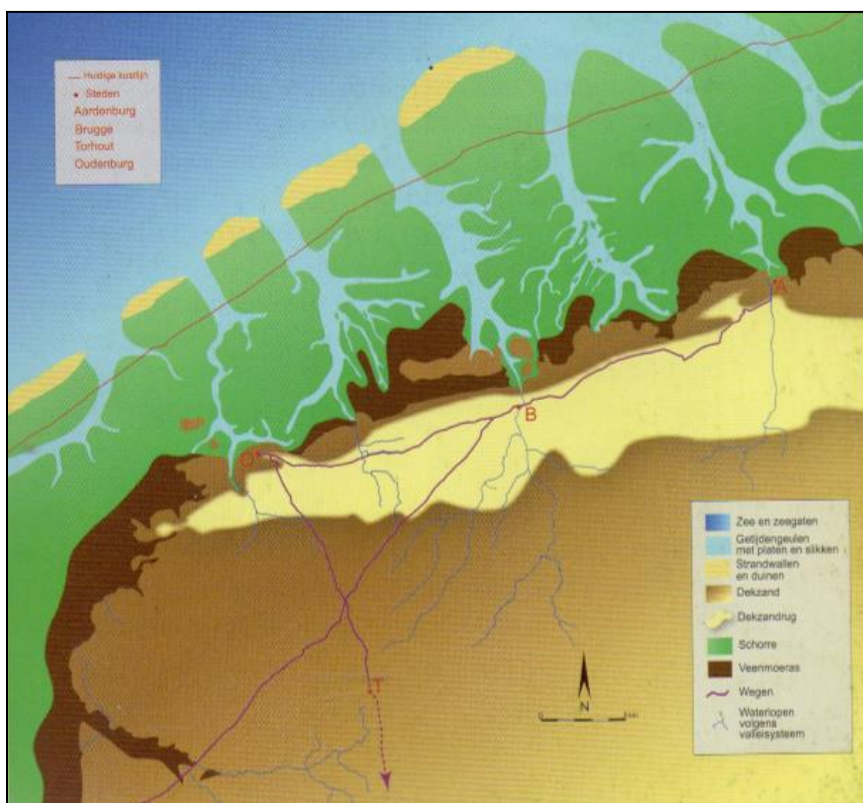 Huidige kustlijn
Steden
Aardenburg
Brugge
Torhout
Oudenburg
A
B
O
T
N
0
Zee en zeegaten
Getijdengeulen
met platen en slikken
Strandwallen
en duinen
Dekzand
Dekzandrug
Schorre
Veenmoeras
Wegen
Waterlopen
volgens
valleisysteem